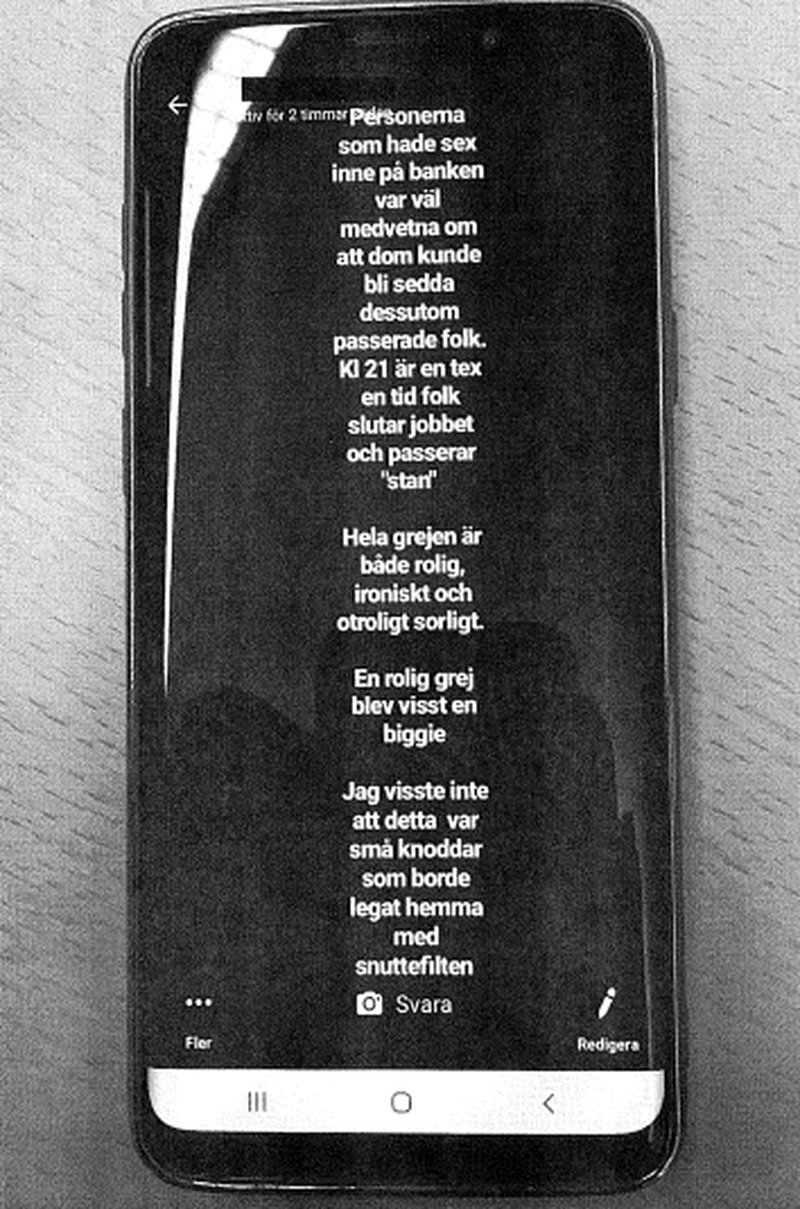 för 2 timmar
Personerna
som hade sex
inne på banken
var väl
medvetna om
att dom kunde
bli sedda
dessutom
passerade folk.
Kl 21 är en tex
en tid folk
slutar jobbet
och passerar
"stan"
Hela grejen är
både rolig,
ironiskt och
otroligt sorligt.
En rolig grej
blev visst en
biggie
Jag visste inte
att detta var
små knoddar
som borde
legat hemma
med
snuttefilten
Svara
Fler
Redigera